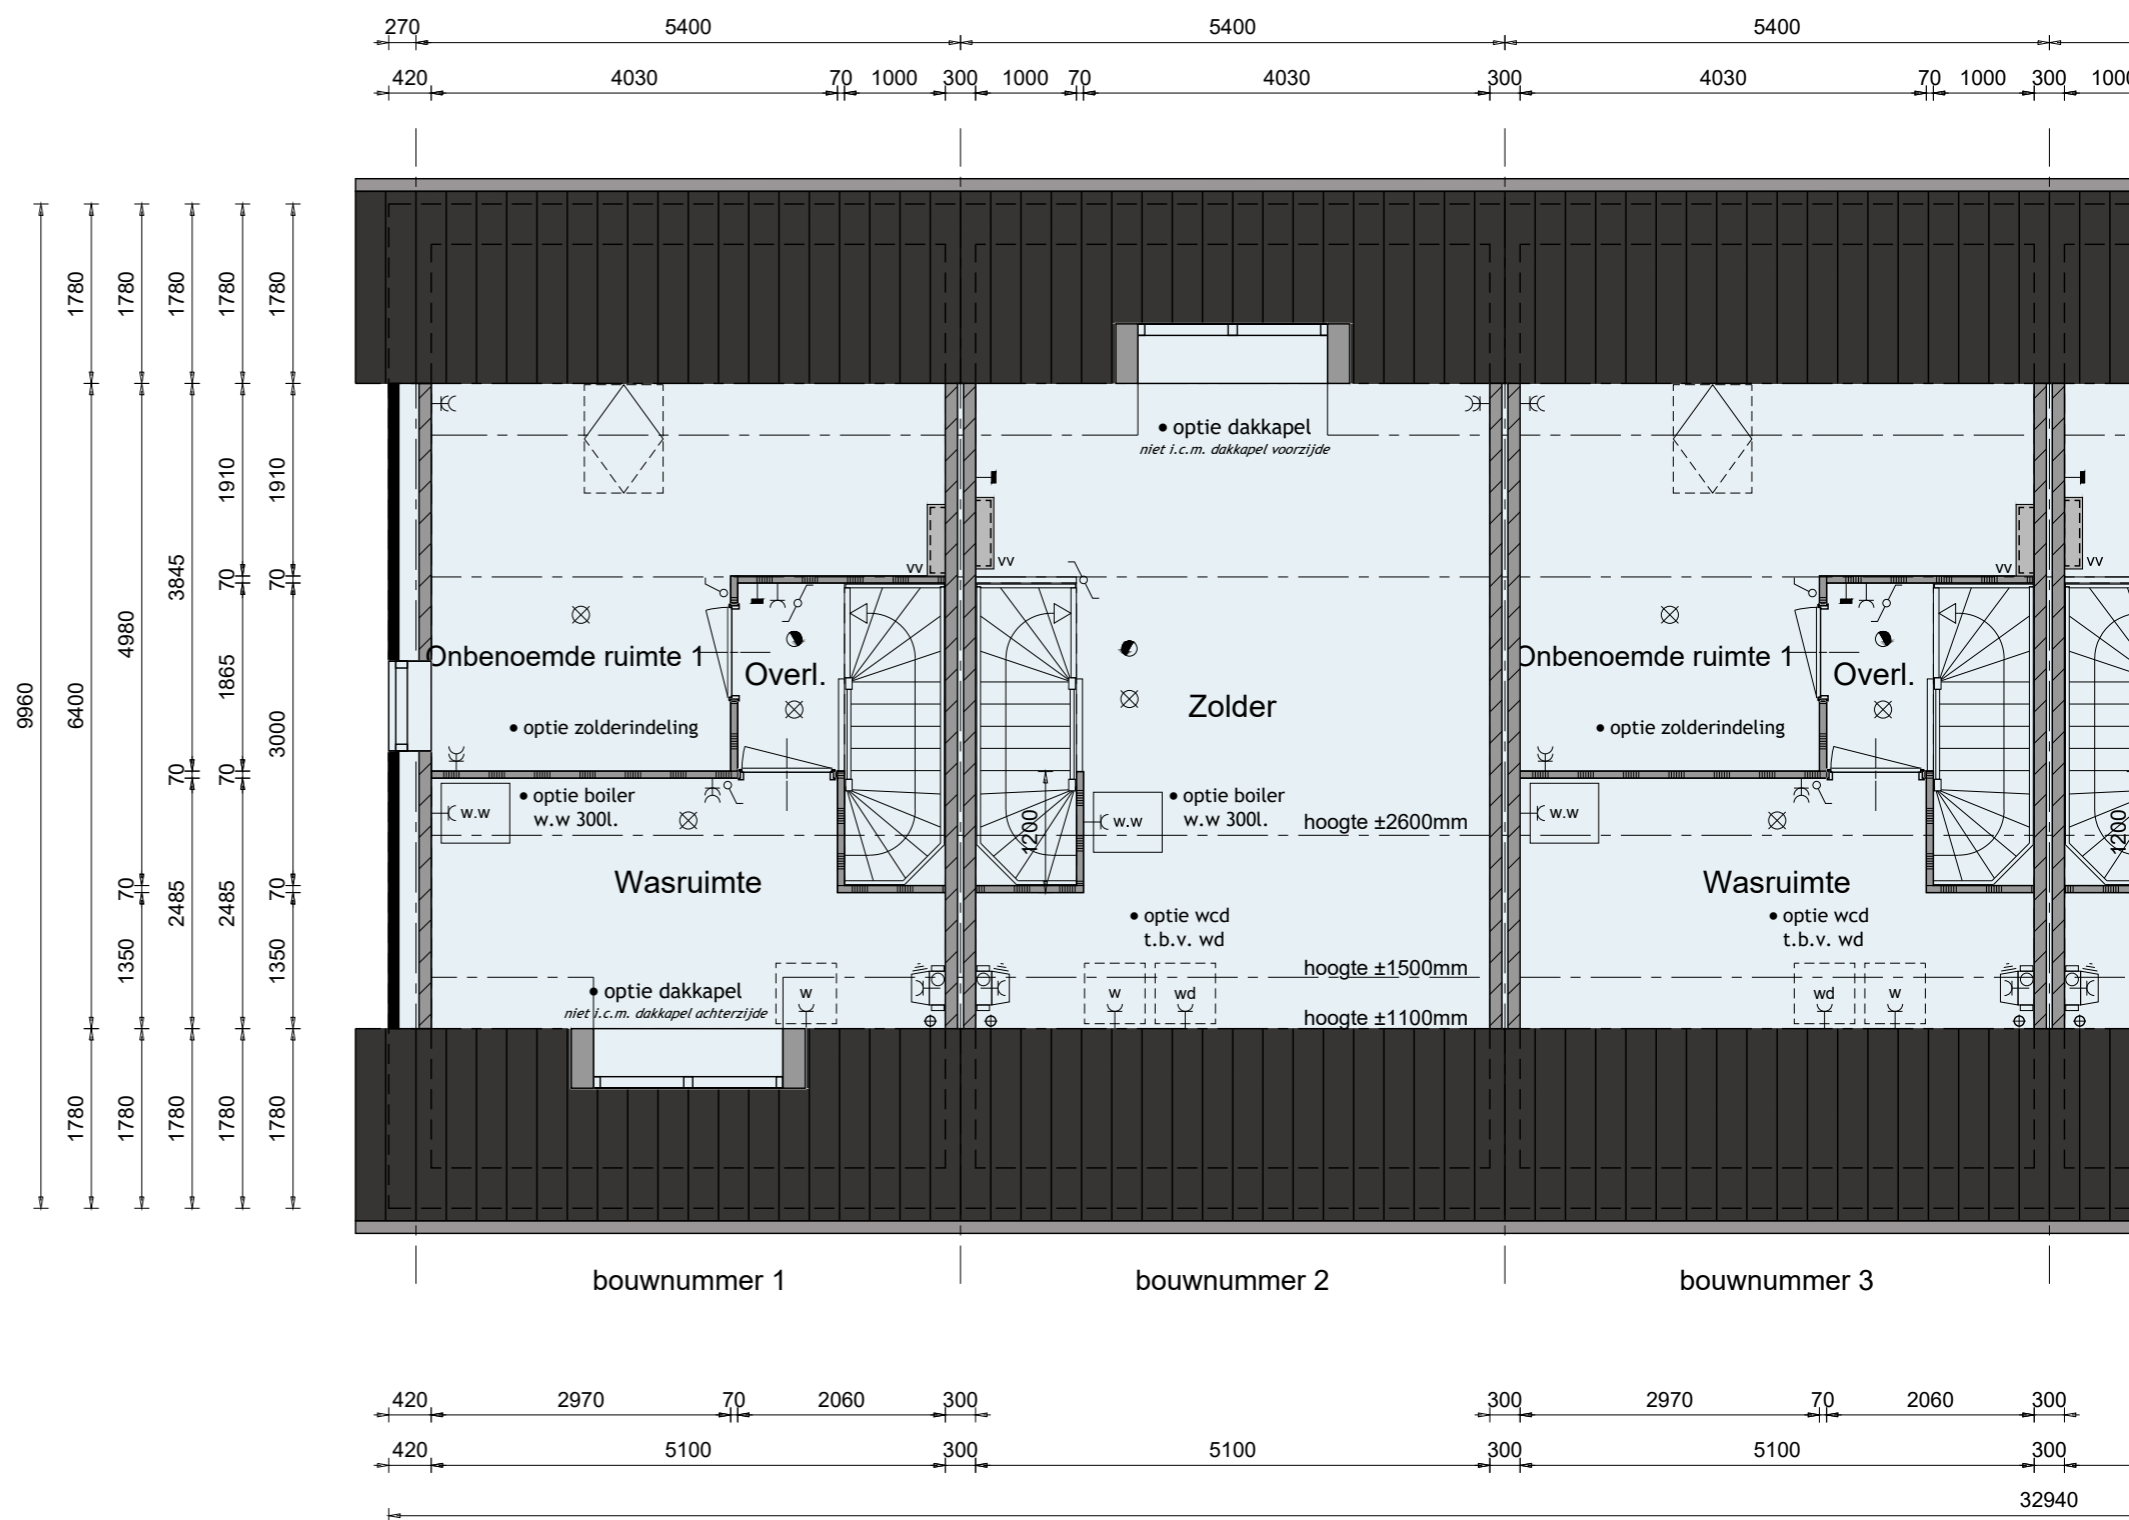 270 5400 5400 5400
420 4030 70 1000 300 1000 70 4030 300 4030 70 1000 300
1780 1780 1780 1780 1780
optie dakkapel
niet i.c.m. dakkapel voorzijde
1910 1910
vv vv vv vv
3845 70 70
4980
9960 6400 1865 3000
Onbenoemde ruimte 1 Overl. Zolder Onbenoemde ruimte 1 Overl.
• optie zolderindeling • optie zolderindeling
70 70
w.w • optie boiler
w.w 300l.
1200 w.w • optie boiler
w.w 300l.
w.w 1200
hoogte ±2600mm
Wasruimte Wasruimte
70 2485 2485 70
• optie wcd
t.b.v. wd
• optie wcd
t.b.v. wd
1350 1350
hoogte ±1500mm
• optie dakkapel
niet i.c.m. dakkapel achterzijde
w w wd wd w
hoogte ±1100mm
1780 1780 1780 1780 1780
bouwnummer 1 bouwnummer 2 bouwnummer 3
420 2970 70 2060 300 300 2970 70 2060 300
420 5100 300 5100 300 5100 300
32940